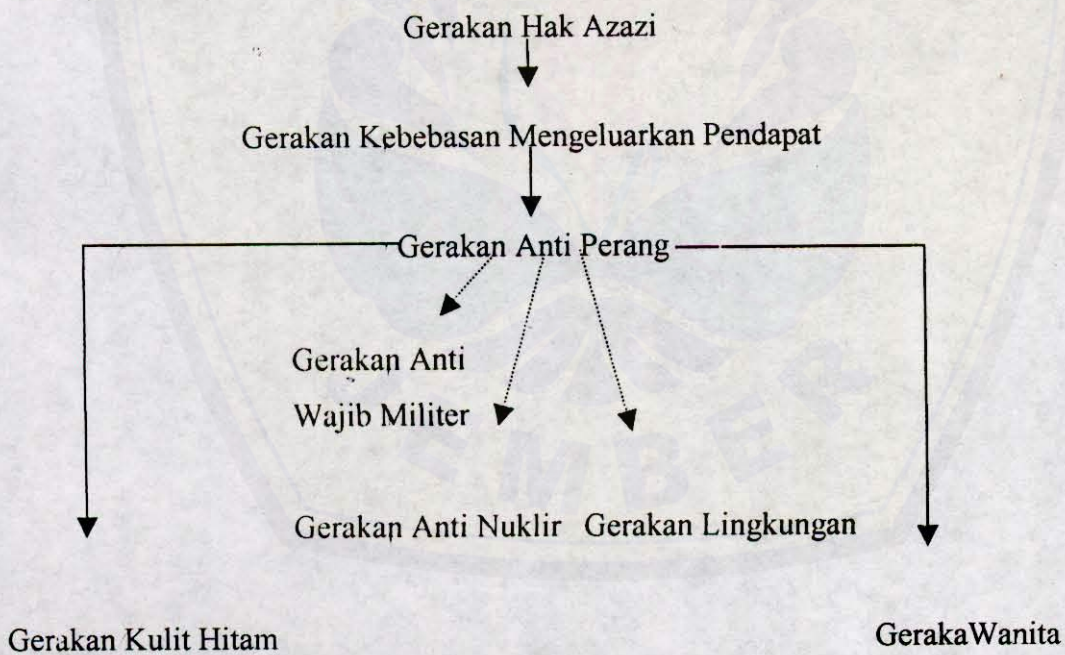 Gerakan Hak Azazi
Gerakan Kebebasan Mengeluarkan Pendapat
Gerakan Anti Perang
Gerakan Anti
Wajib Militer
EMBER
Gerakan Anti Nuklir Gerakan Lingkungan
Gerakan Kulit Hitam
GerakaWanita